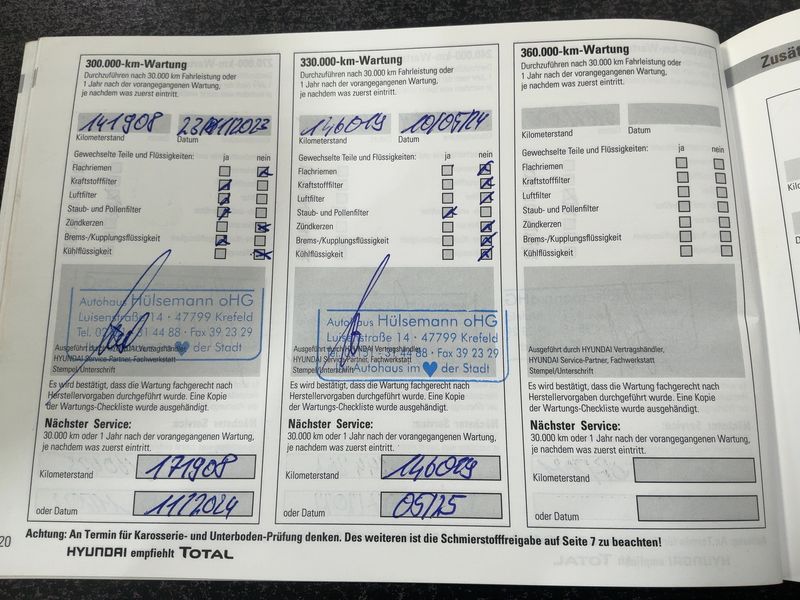 300.000-km-Wartung
Durchzuführen nach 30.000 km Fahrleistung oder
1 Jahr nach der vorangegangenen Wartung,
je nachdem was zuerst eintritt.
141908
Kilometerstand Datum
Gewechselte Teile und Flüssigkeiten: ja nein
Flachriemen
Kraftstofffilter
Luftfilter
Staub- und Pollenfilter
Zündkerzen
Brems-/Kupplungsflüssigkeit
Kühlflüssigkeit
Autohaus Hülsemann oHG
Luisenstraße 14 · 47799 Krefeld
31 44 88 · Fax 39 23 29
der Stadt
Ausgeführt durch HYUNDAI Vertragshändler,
HYUNDAI Service-Partner, Fachwerkstatt
Stempel/Unterschrift
Es wird bestätigt, dass die Wartung fachgerecht nach
Herstellervorgaben durchgeführt wurde. Eine Kopie
der Wartungs-Checkliste wurde ausgehändigt.
Nächster Service:
30.000 km oder 1 Jahr nach der vorangegangenen Wartung,
je nachdem was zuerst eintritt.
Kilometerstand 171908
oder Datum 11/2024
330.000-km-Wartung
Durchzuführen nach 30.000 km Fahrleistung oder
1 Jahr nach der vorangegangenen Wartung,
je nachdem was zuerst eintritt.
146019 10/05/24
Kilometerstand Datum
Gewechselte Teile und Flüssigkeiten: ja nein
Flachriemen
Kraftstofffilter
Luftfilter
Staub- und Pollenfilter
Zündkerzen
Brems-/Kupplungsflüssigkeit
Kühlflüssigkeit
Autohaus Hülsemann oHG
Luisenstraße 14 · 47799 Krefeld
31 44 88 · Fax 39 23 29
Autohaus im der Stadt
Ausgeführt durch HYUNDAI Vertragshändler,
HYUNDAI Service-Partner, Fachwerkstatt
Stempel/Unterschrift
Es wird bestätigt, dass die Wartung fachgerecht nach
Herstellervorgaben durchgeführt wurde. Eine Kopie
der Wartungs-Checkliste wurde ausgehändigt.
Nächster Service:
30.000 km oder 1 Jahr nach der vorangegangenen Wartung,
je nachdem was zuerst eintritt.
Kilometerstand 146019
oder Datum 05/25
360.000-km-Wartung
Durchzuführen nach 30.000 km Fahrleistung oder
1 Jahr nach der vorangegangenen Wartung,
je nachdem was zuerst eintritt.
Kilometerstand Datum
Gewechselte Teile und Flüssigkeiten: ja nein
Flachriemen
Kraftstofffilter
Luftfilter
Staub- und Pollenfilter
Zündkerzen
Brems-/Kupplungsflüssigkeit
Kühlflüssigkeit
Ausgeführt durch HYUNDAI Vertragshändler,
HYUNDAI Service-Partner, Fachwerkstatt
Stempel/Unterschrift
Es wird bestätigt, dass die Wartung fachgerecht nach
Herstellervorgaben durchgeführt wurde. Eine Kopie
der Wartungs-Checkliste wurde ausgehändigt.
Nächster Service:
30.000 km oder 1 Jahr nach der vorangegangenen Wartung,
je nachdem was zuerst eintritt.
Kilometerstand
oder Datum
20
Achtung: An Termin für Karosserie- und Unterboden-Prüfung denken. Des weiteren ist die Schmierstofffreigabe auf Seite 7 zu beachten!
HYUNDAI empfiehlt TOTAL